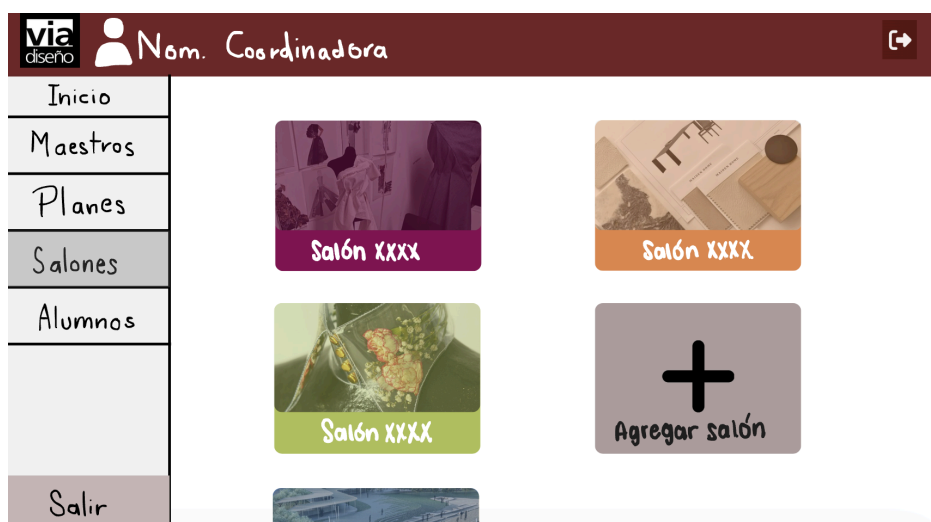 via
diseño
Nom. Coordinadora
Inicio
Maestros
Planes
Salones
Alumnos
Salir
Salón XXXX
Salón XXXX
Salón XXXX
Agregar salón